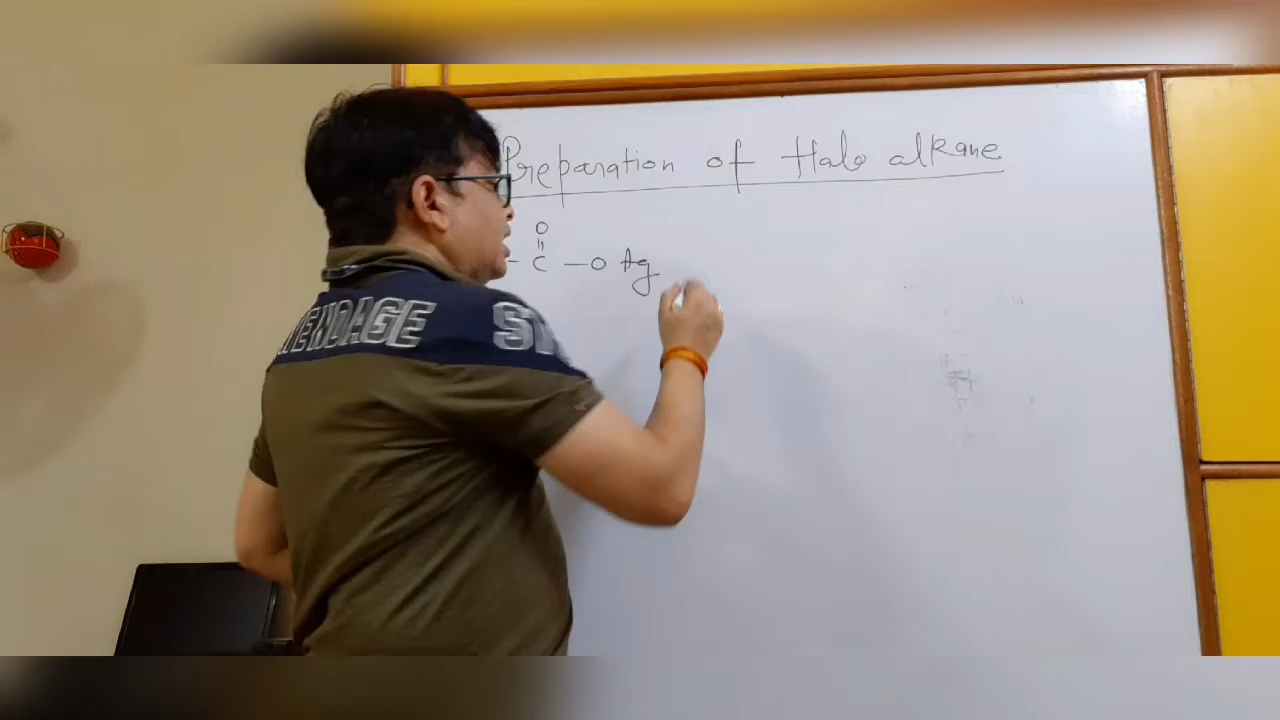 Preparation of Halo alkane
O
– C – O Ag